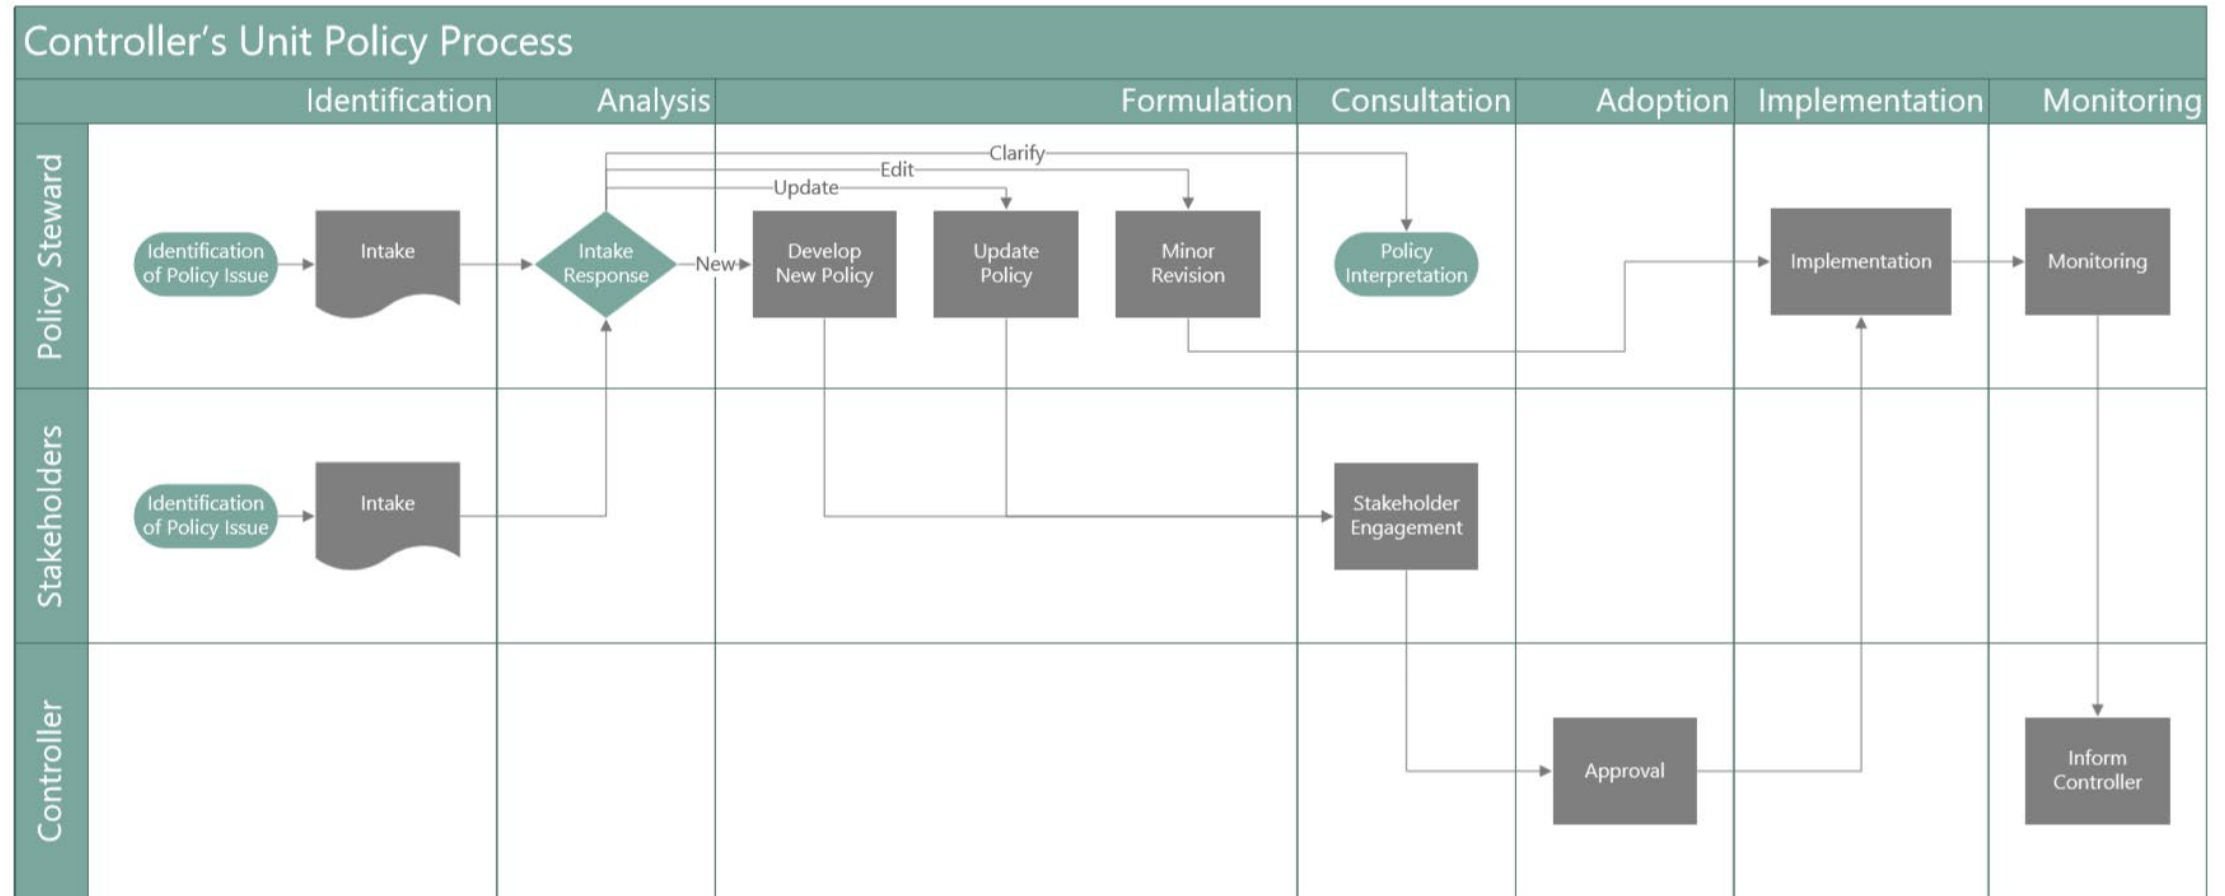 Controller’s Unit Policy Process
Identification
Analysis
Formulation
Consultation
Adoption
Implementation
Monitoring
Policy Steward
Clarify
Edit
Update
Identification
of Policy Issue
Intake
Intake
Response
New
Develop
New Policy
Update
Policy
Minor
Revision
Policy
Interpretation
Implementation
Monitoring
Stakeholders
Identification
of Policy Issue
Intake
Stakeholder
Engagement
Controller
Approval
Inform
Controller